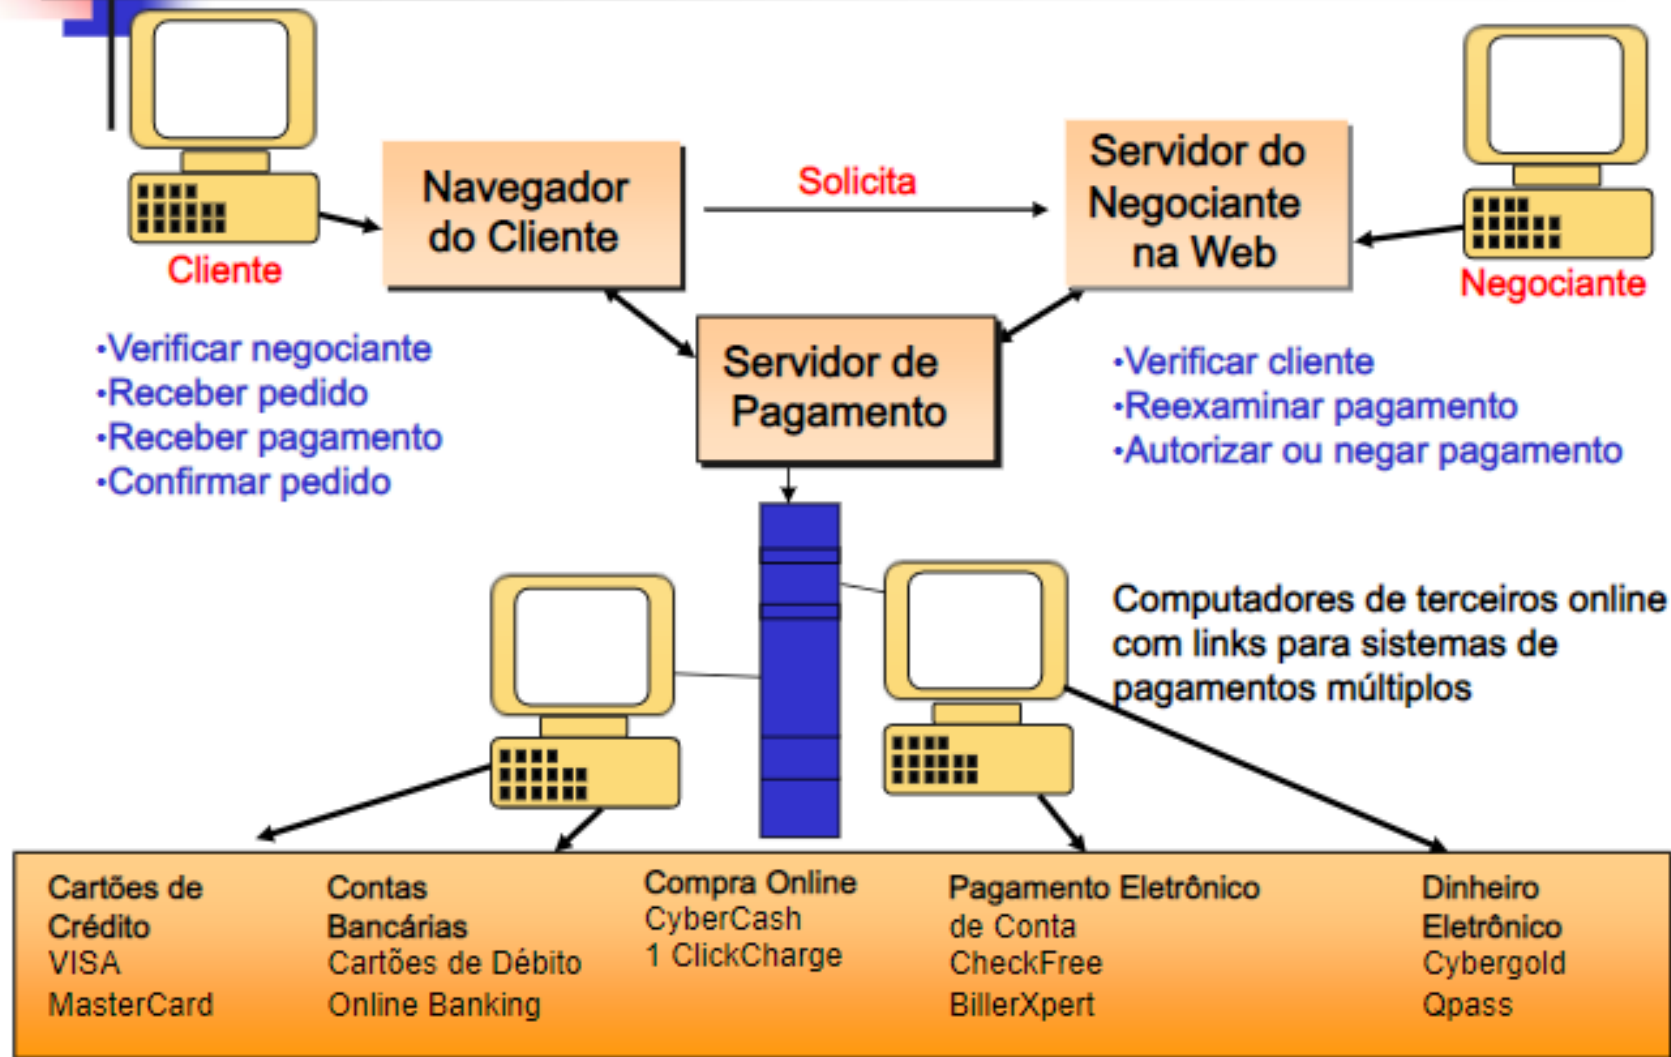 Navegador
do Cliente
Solicita
Servidor do
Negociante
na Web
Cliente
Negociante
•Verificar negociante
•Receber pedido
•Receber pagamento
•Confirmar pedido
Servidor de
Pagamento
•Verificar cliente
•Reexaminar pagamento
•Autorizar ou negar pagamento
Computadores de terceiros online
com links para sistemas de
pagamentos múltiplos
Cartões de
Crédito
VISA
MasterCard
Contas
Bancárias
Cartões de Débito
Online Banking
Compra Online
CyberCash
1 ClickCharge
Pagamento Eletrônico
de Conta
CheckFree
BillerXpert
Dinheiro
Eletrônico
Cybergold
Qpass